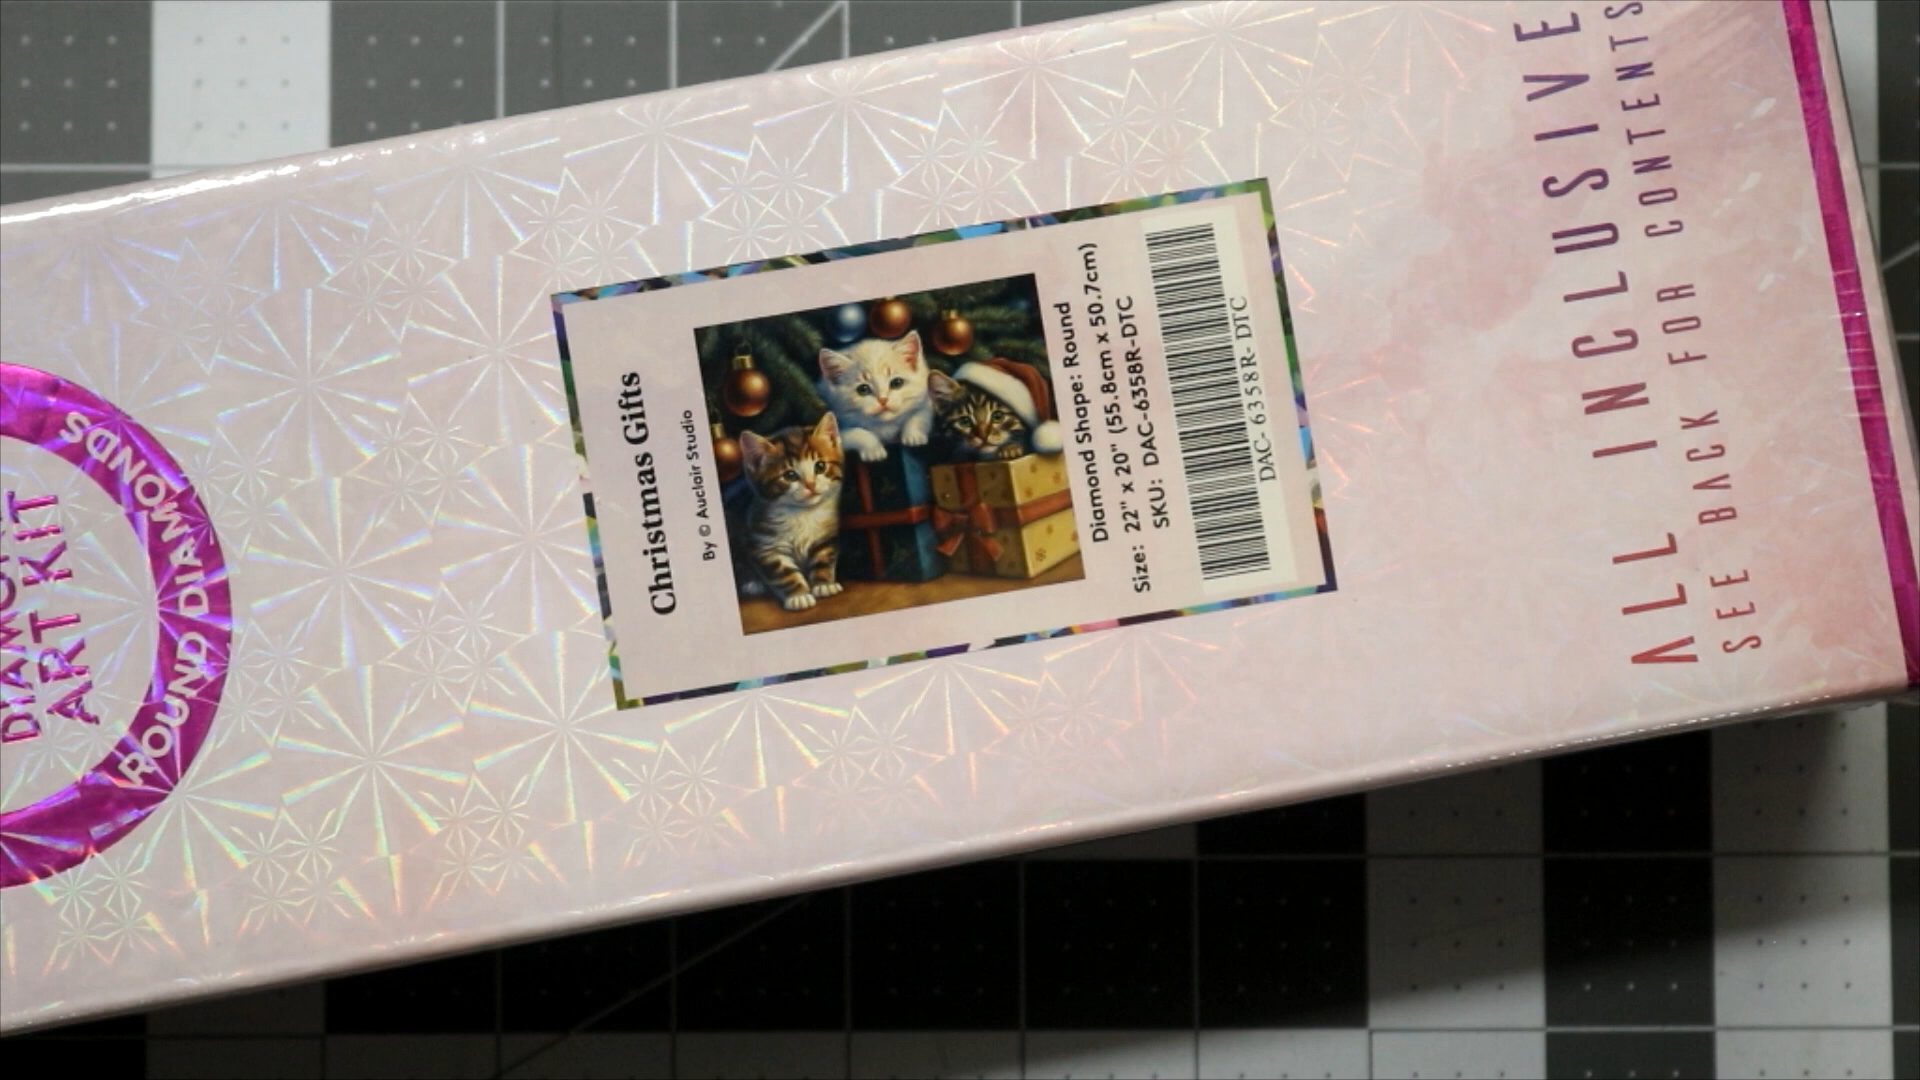 ART KIT
ROUND DIAMONDS
Christmas Gifts
By © Auclair Studio
Diamond Shape: Round
Size: 22" x 20" (55.8cm x 50.7cm)
SKU: DAC-6358R-DTC
DAC-6358R-DTC
ALL INCLUSIVE
SEE BACK FOR CONTENTS